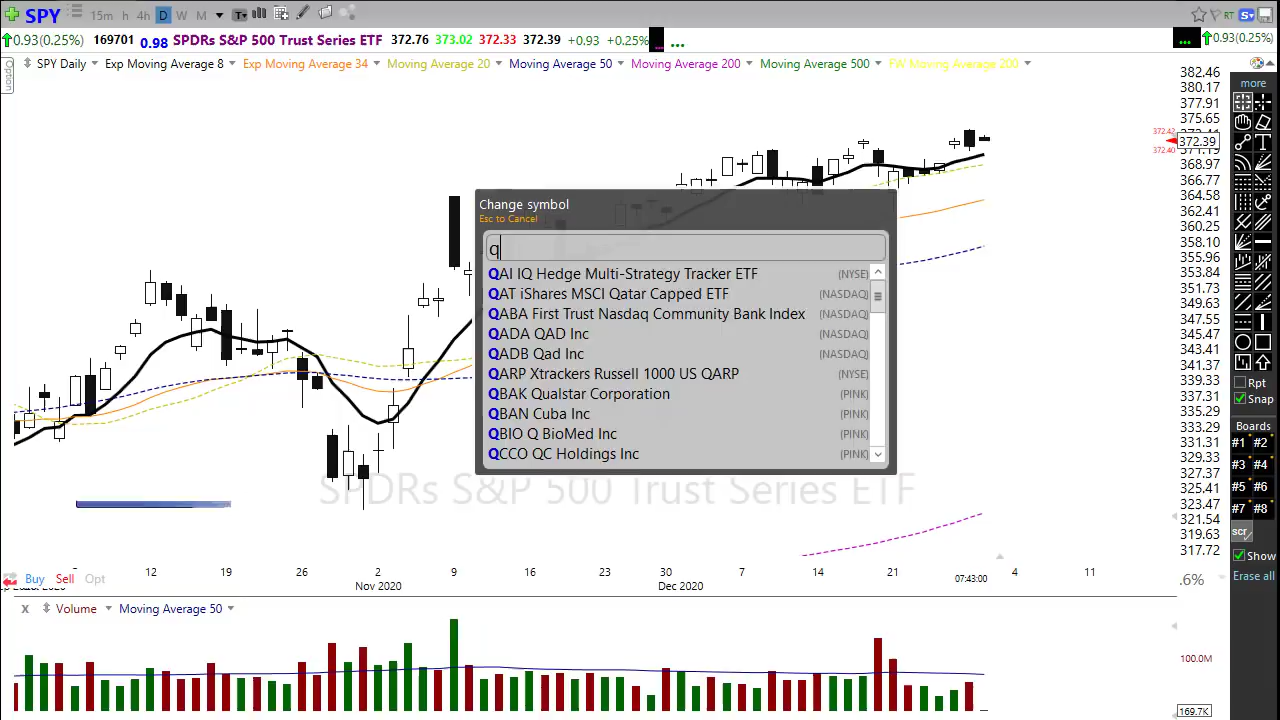 SPY 15m h 4h D W M T
RT S
0.93(0.25%) 169701 0.98 SPDRs S&P 500 Trust Series ETF 372.76 373.02 372.33 372.39 +0.93 +0.25% ... ... 0.93(0.25%)
Option
SPY Daily Exp Moving Average 8 Exp Moving Average 34 Moving Average 20 Moving Average 50 Moving Average 200 Moving Average 500 FW Moving Average 200
382.46
380.17
377.91
375.65
372.42
372.39
372.40
368.97
366.77
364.58
362.41
360.25
358.10
355.96
353.84
351.72
349.63
347.55
345.47
343.41
341.37
339.33
337.31
335.29
333.29
331.31
329.33
327.37
325.41
323.47
321.54
319.63
317.72
more
T
Rpt
Snap
Boards
#1 #2
#3 #4
#5 #6
#7 #8
scr
Show
Erase all
Change symbol
Esc to Cancel
q
QAI IQ Hedge Multi-Strategy Tracker ETF (NYSE)
QAT iShares MSCI Qatar Capped ETF (NASDAQ)
QABA First Trust Nasdaq Community Bank Index (NASDAQ)
QADA QAD Inc (NASDAQ)
QADB Qad Inc (NASDAQ)
QARP Xtrackers Russell 1000 US QARP (NYSE)
QBAK Qualstar Corporation (PINK)
QBAN Cuba Inc (PINK)
QBIO Q BioMed Inc (PINK)
QCCO QC Holdings Inc (PINK)
SPDRs S&P 500 Trust Series ETF
12 19 26 2 9 16 23 30 7 14 21 07:43:00 4 11
Nov 2020 Dec 2020
Buy Sell Opt
.6%
x Volume Moving Average 50
100.0M
169.7K